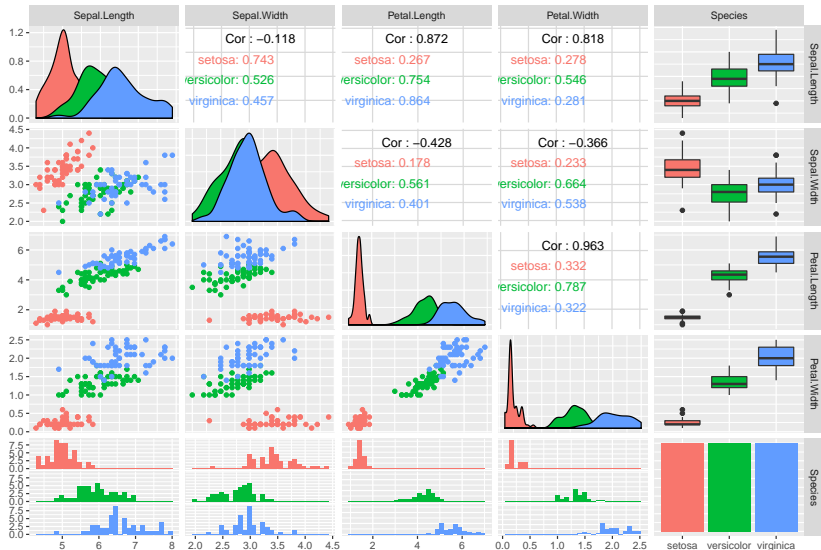 Sepal.Length Sepal.Width Petal.Length Petal.Width Species
1.2
0.8
0.4
0.0
Cor : −0.118
setosa: 0.743
versicolor: 0.526
virginica: 0.457
Cor : 0.872
setosa: 0.267
versicolor: 0.754
virginica: 0.864
Cor : 0.818
setosa: 0.278
versicolor: 0.546
virginica: 0.281
Sepal.Length
4.5
4.0
3.5
3.0
2.5
2.0
Cor : −0.428
setosa: 0.178
versicolor: 0.561
virginica: 0.401
Cor : −0.366
setosa: 0.233
versicolor: 0.664
virginica: 0.538
Sepal.Width
6
4
2
Cor : 0.963
setosa: 0.332
versicolor: 0.787
virginica: 0.322
Petal.Length
2.5
2.0
1.5
1.0
0.5
0.0
Petal.Width
7.5
5.0
2.5
0.0
7.5
5.0
2.5
0.0
7.5
5.0
2.5
0.0
Species
5 6 7 8
2.0 2.5 3.0 3.5 4.0 4.5
2 4 6
0.0 0.5 1.0 1.5 2.0 2.5
setosa versicolor virginica